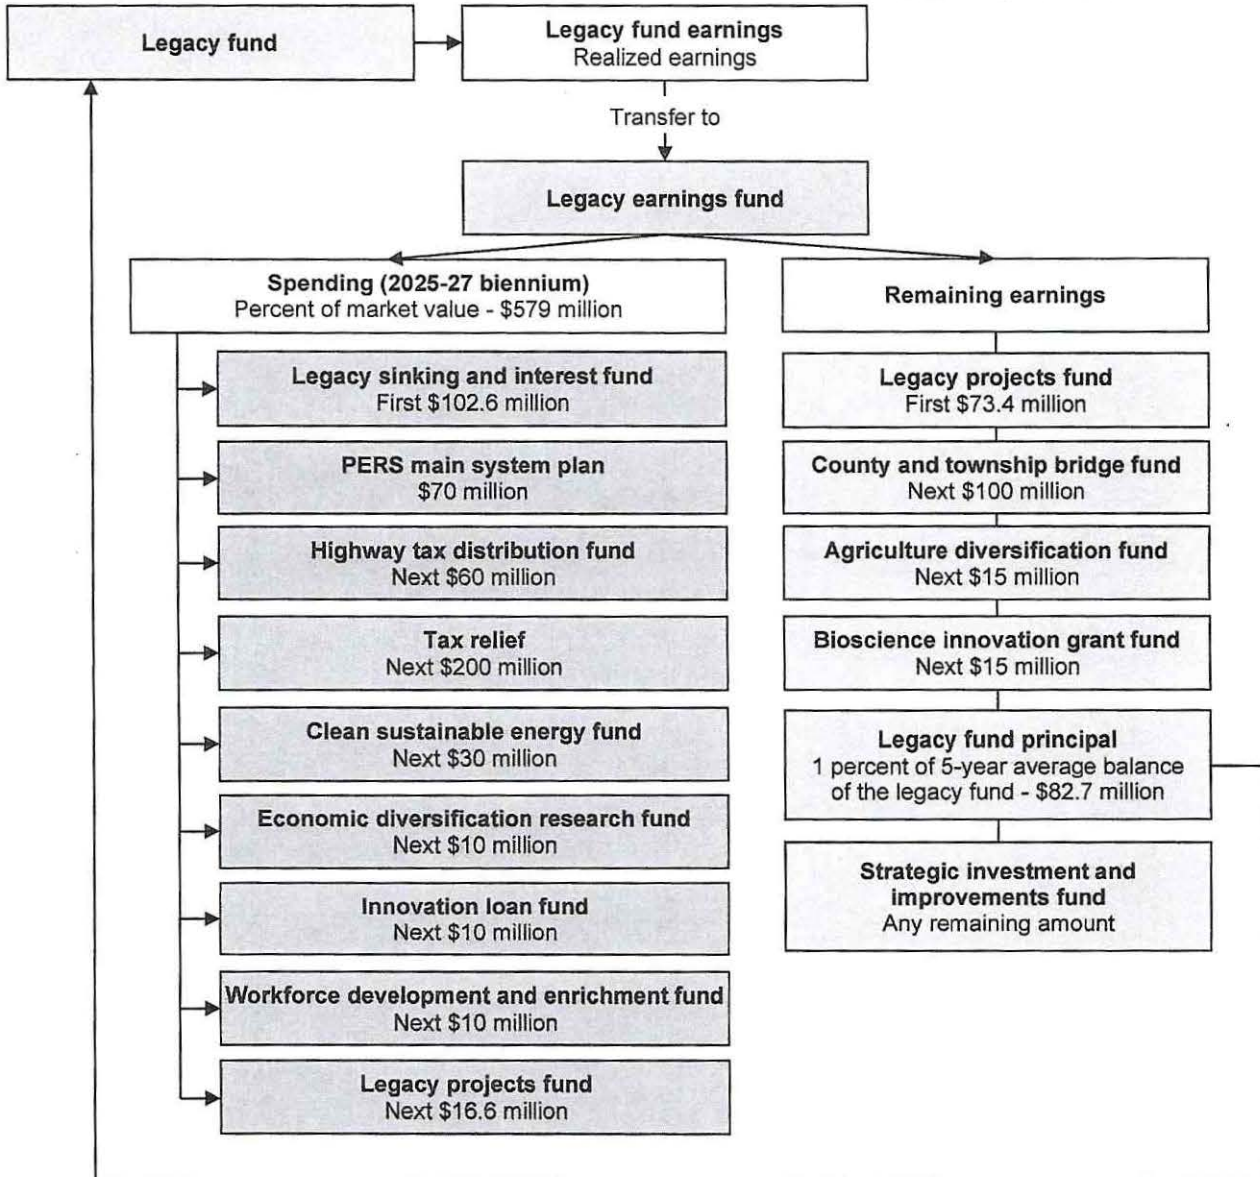 Legacy fund
Legacy fund earnings
Realized earnings
Transfer to
Legacy earnings fund
Spending (2025-27 biennium)
Percent of market value - $579 million
Legacy sinking and interest fund
First $102.6 million
PERS main system plan
$70 million
Highway tax distribution fund
Next $60 million
Tax relief
Next $200 million
Clean sustainable energy fund
Next $30 million
Economic diversification research fund
Next $10 million
Innovation loan fund
Next $10 million
Workforce development and enrichment fund
Next $10 million
Legacy projects fund
Next $16.6 million
Remaining earnings
Legacy projects fund
First $73.4 million
County and township bridge fund
Next $100 million
Agriculture diversification fund
Next $15 million
Bioscience innovation grant fund
Next $15 million
Legacy fund principal
1 percent of 5-year average balance
of the legacy fund - $82.7 million
Strategic investment and
improvements fund
Any remaining amount